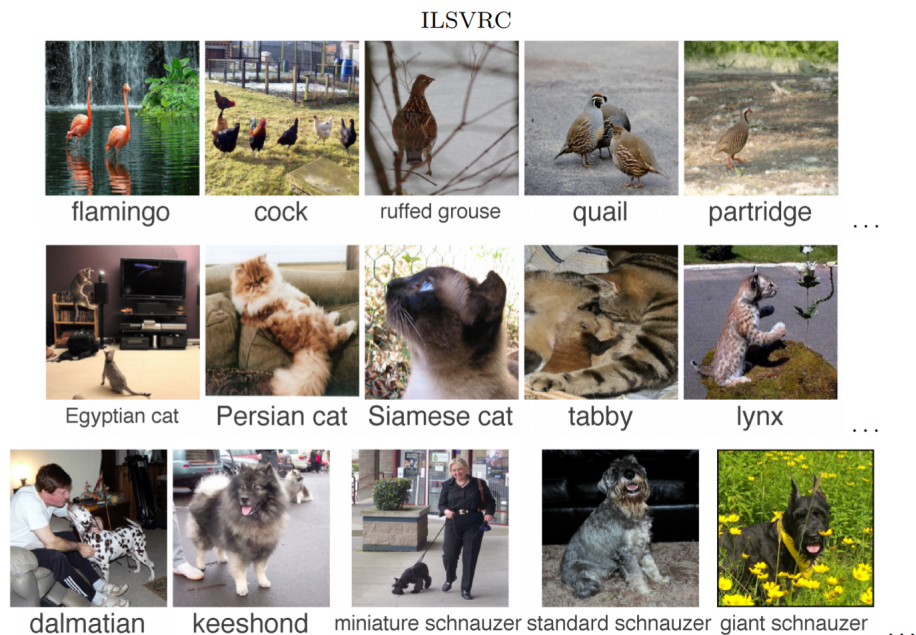 ILSVRC
flamingo cock ruffed grouse quail partridge ...
Egyptian cat Persian cat Siamese cat tabby lynx ...
dalmatian keeshond miniature schnauzer standard schnauzer giant schnauzer ...